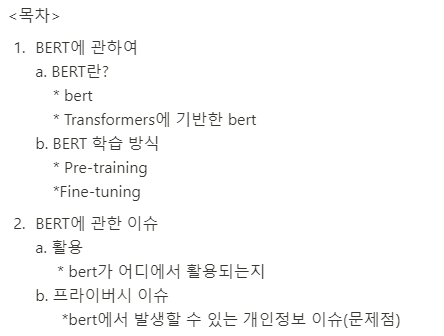 <목차>
1. BERT에 관하여
a. BERT란?
* bert
* Transformers에 기반한 bert
b. BERT 학습 방식
* Pre-training
*Fine-tuning
2. BERT에 관한 이슈
a. 활용
* bert가 어디에서 활용되는지
b. 프라이버시 이슈
*bert에서 발생할 수 있는 개인정보 이슈(문제점)